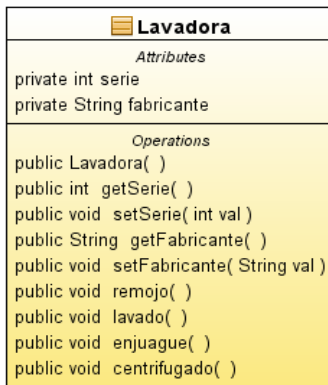 Lavadora
Attributes
private int serie
private String fabricante
Operations
public Lavadora( )
public int getSerie( )
public void setSerie( int val )
public String getFabricante( )
public void setFabricante( String val )
public void remojo( )
public void lavado( )
public void enjuague( )
public void centrifugado( )